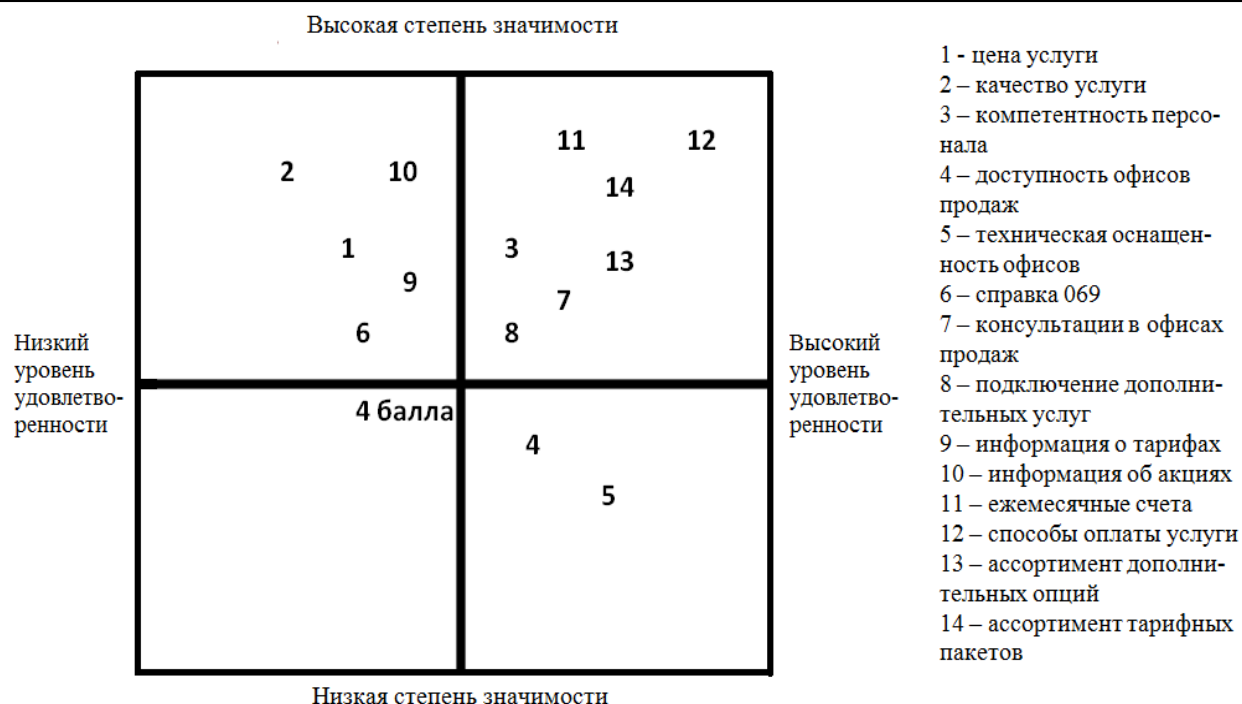 Высокая степень значимости
11
12
2
10
14
1
3
13
9
7
6
8
Низкий
уровень
удовлетво-
ренности
Высокий
уровень
удовлетво-
ренности
4 балла
4
5
Низкая степень значимости
1 - цена услуги
2 – качество услуги
3 – компетентность персо-
нала
4 – доступность офисов
продаж
5 – техническая оснащен-
ность офисов
6 – справка 069
7 – консультации в офисах
продаж
8 – подключение дополни-
тельных услуг
9 – информация о тарифах
10 – информация об акциях
11 – ежемесячные счета
12 – способы оплаты услуги
13 – ассортимент дополни-
тельных опций
14 – ассортимент тарифных
пакетов